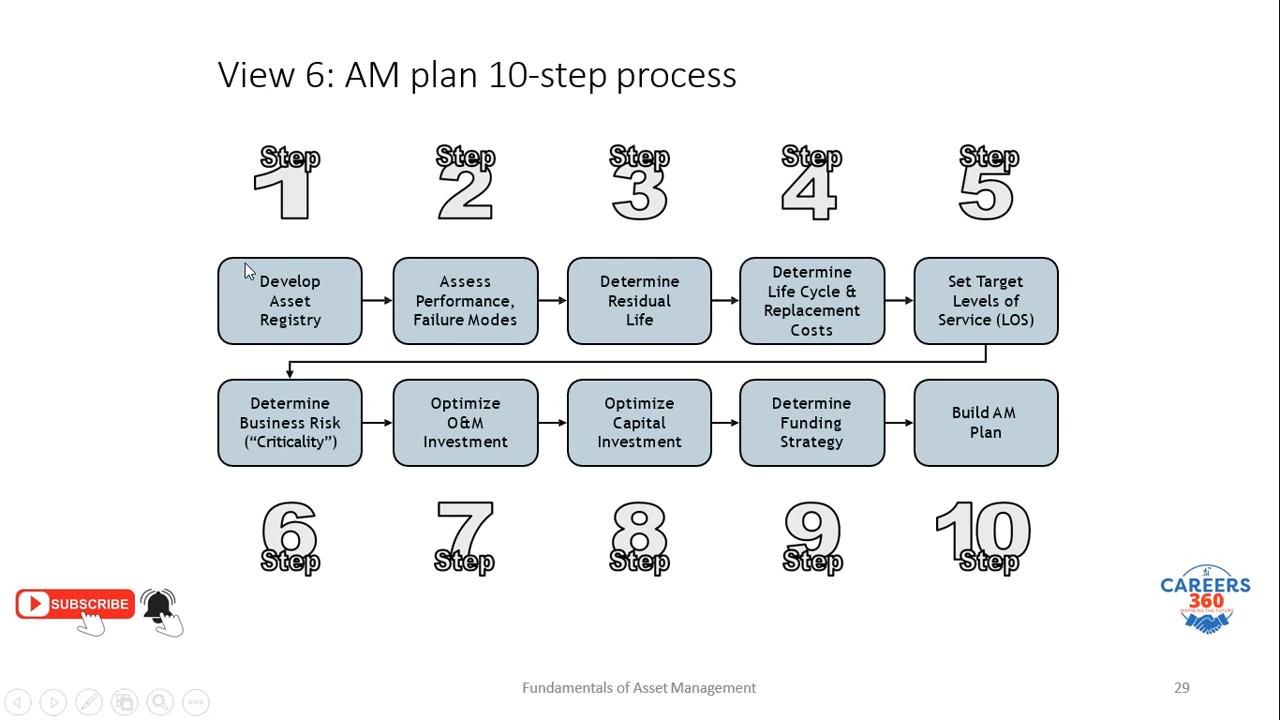 View 6: AM plan 10-step process
Step
1
Step
2
Step
3
Step
4
Step
5
Develop
Asset
Registry
Assess
Performance,
Failure Modes
Determine
Residual
Life
Determine
Life Cycle &
Replacement
Costs
Set Target
Levels of
Service (LOS)
Determine
Business Risk
(“Criticality”)
Optimize
O&M
Investment
Optimize
Capital
Investment
Determine
Funding
Strategy
Build AM
Plan
6
Step
7
Step
8
Step
9
Step
10
Step
SUBSCRIBE
CAREERS
360
INSPIRING THE FUTURE
Fundamentals of Asset Management
29